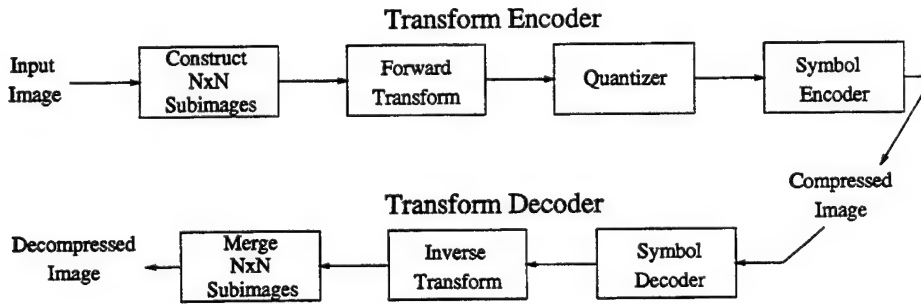 Transform Encoder
Input
Image
Construct
NxN
Subimages
Forward
Transform
Quantizer
Symbol
Encoder
Compressed
Image
Transform Decoder
Decompressed
Image
Merge
NxN
Subimages
Inverse
Transform
Symbol
Decoder